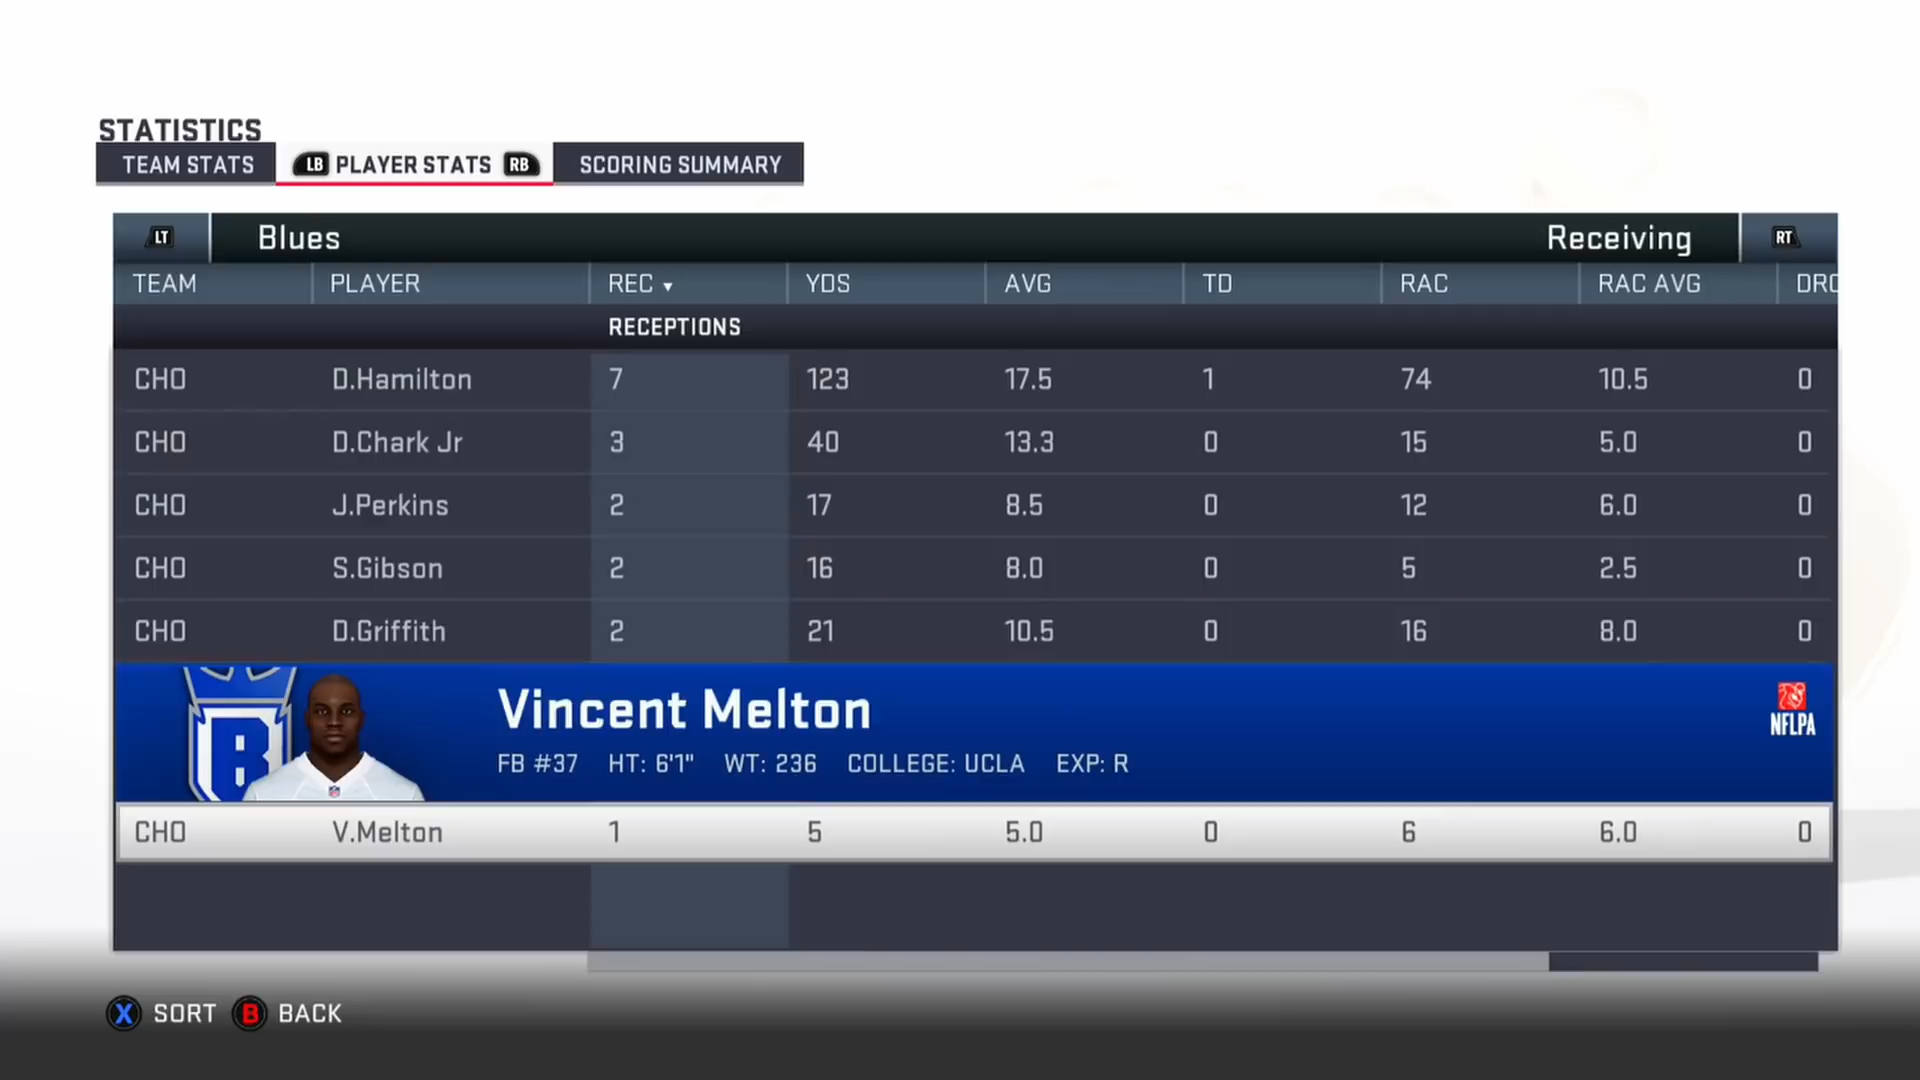 STATISTICS
TEAM STATS LB PLAYER STATS RB SCORING SUMMARY
LT Blues Receiving RT
TEAM PLAYER REC ▼ YDS AVG TD RAC RAC AVG DRO
RECEPTIONS
CHO D.Hamilton 7 123 17.5 1 74 10.5 0
CHO D.Chark Jr 3 40 13.3 0 15 5.0 0
CHO J.Perkins 2 17 8.5 0 12 6.0 0
CHO S.Gibson 2 16 8.0 0 5 2.5 0
CHO D.Griffith 2 21 10.5 0 16 8.0 0
B Vincent Melton NFLPA
FB #37 HT: 6'1" WT: 236 COLLEGE: UCLA EXP: R
CHO V.Melton 1 5 5.0 0 6 6.0 0
X SORT B BACK